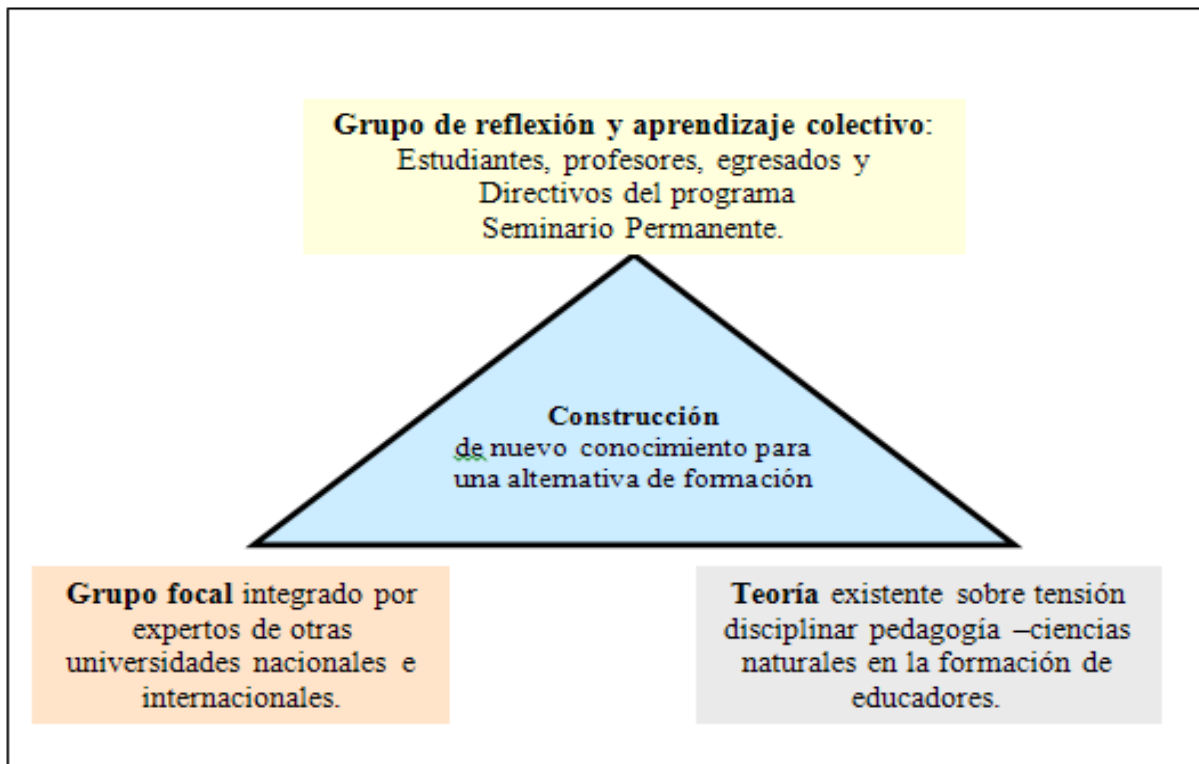 Grupo de reflexión y aprendizaje colectivo:
Estudiantes, profesores, egresados y
Directivos del programa
Seminario Permanente.
Construcción
de nuevo conocimiento para
una alternativa de formación
Grupo focal integrado por
expertos de otras
universidades nacionales e
internacionales.
Teoría existente sobre tensión
disciplinar pedagogía –ciencias
naturales en la formación de
educadores.